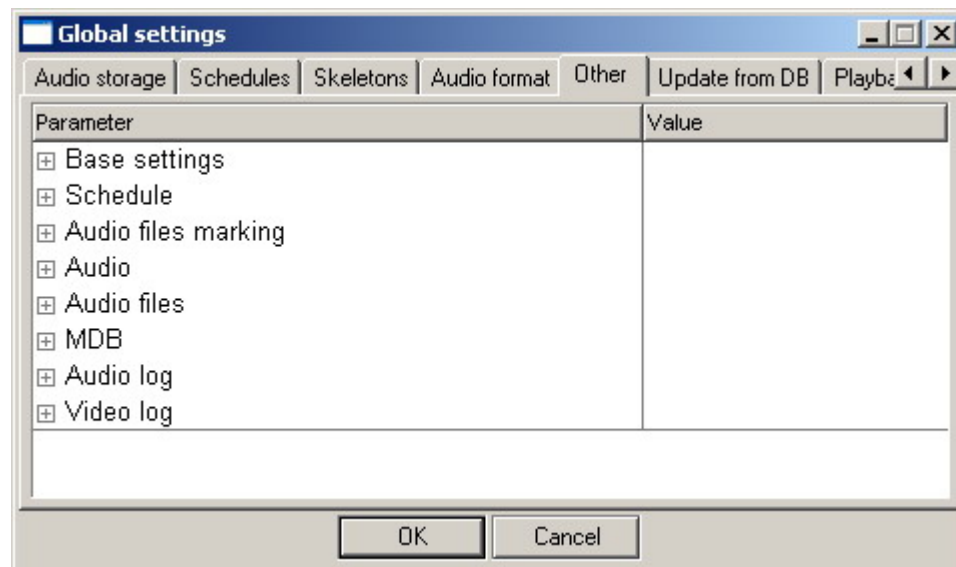 Global settings
Audio storage Schedules Skeletons Audio format Other Update from DB
Parameter Value
Base settings
Schedule
Audio files marking
Audio
Audio files
MDB
Audio log
Video log
OK Cancel